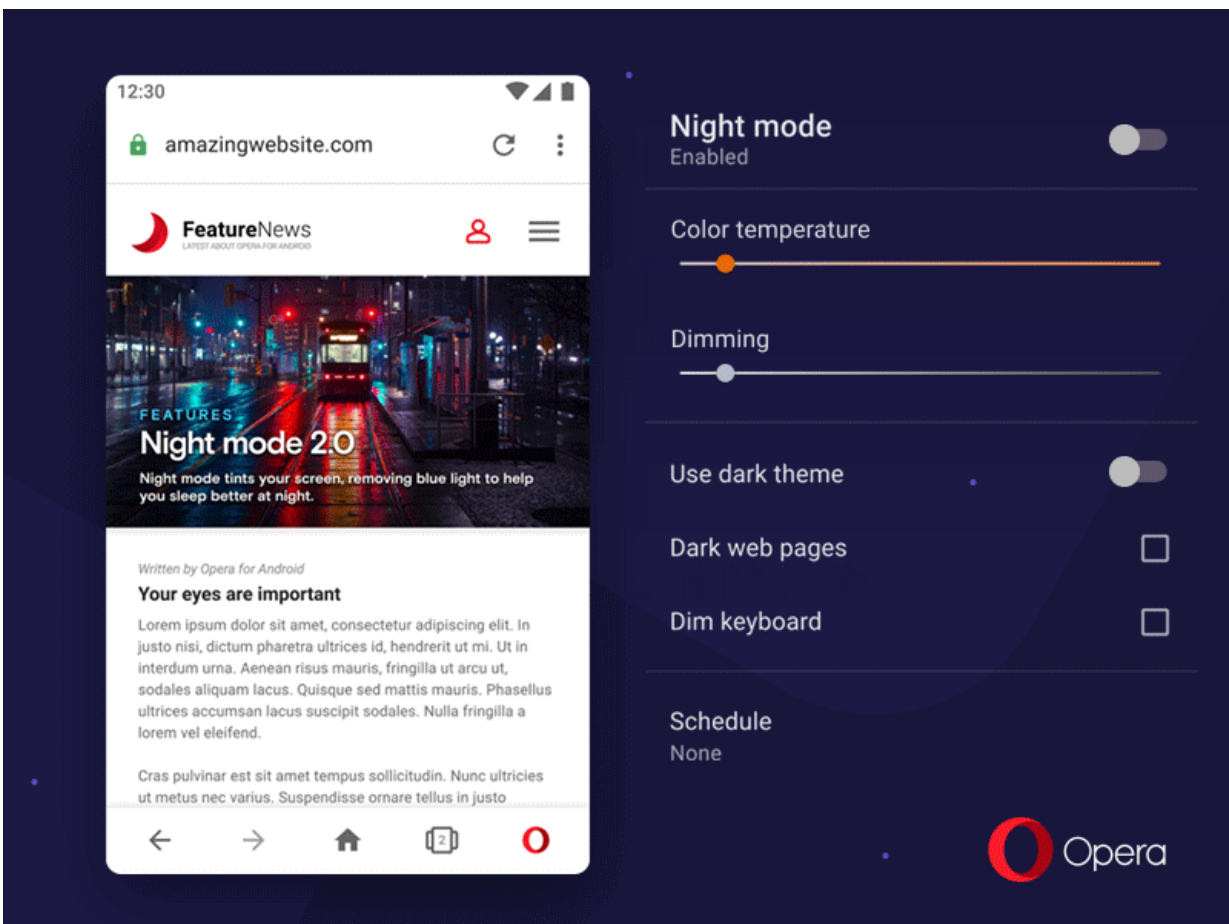 12:30
amazingwebsite.com
FeatureNews
LATEST ABOUT OPERA FOR ANDROID
FEATURES
Night mode 2.0
Night mode tints your screen, removing blue light to help
you sleep better at night.
Written by Opera for Android
Your eyes are important
Lorem ipsum dolor sit amet, consectetur adipiscing elit. In
justo nisi, dictum pharetra ultrices id, hendrerit ut mi. Ut in
interdum urna. Aenean risus mauris, fringilla ut arcu ut,
sodales aliquam lacus. Quisque sed mattis mauris. Phasellus
ultrices accumsan lacus suscipit sodales. Nulla fringilla a
lorem vel eleifend.
Cras pulvinar est sit amet tempus sollicitudin. Nunc ultricies
ut metus nec varius. Suspendisse ornare tellus in justo
2
Night mode
Enabled
Color temperature
Dimming
Use dark theme
Dark web pages
Dim keyboard
Schedule
None
Opera